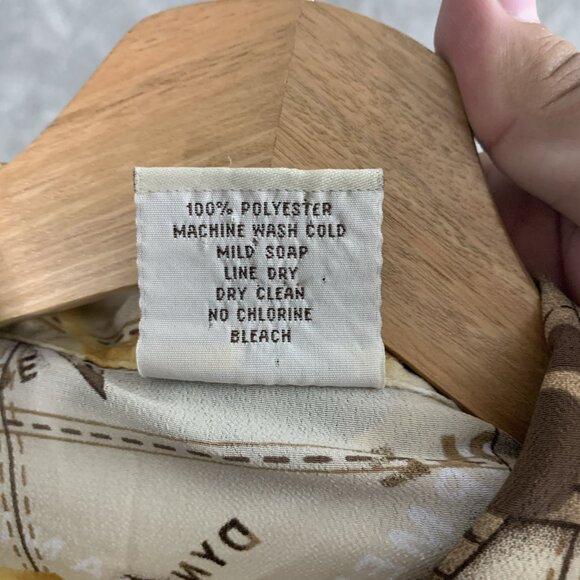 100% POLYESTER
MACHINE WASH COLD
MILD SOAP
LINE DRY
DRY CLEAN
NO CHLORINE
BLEACH